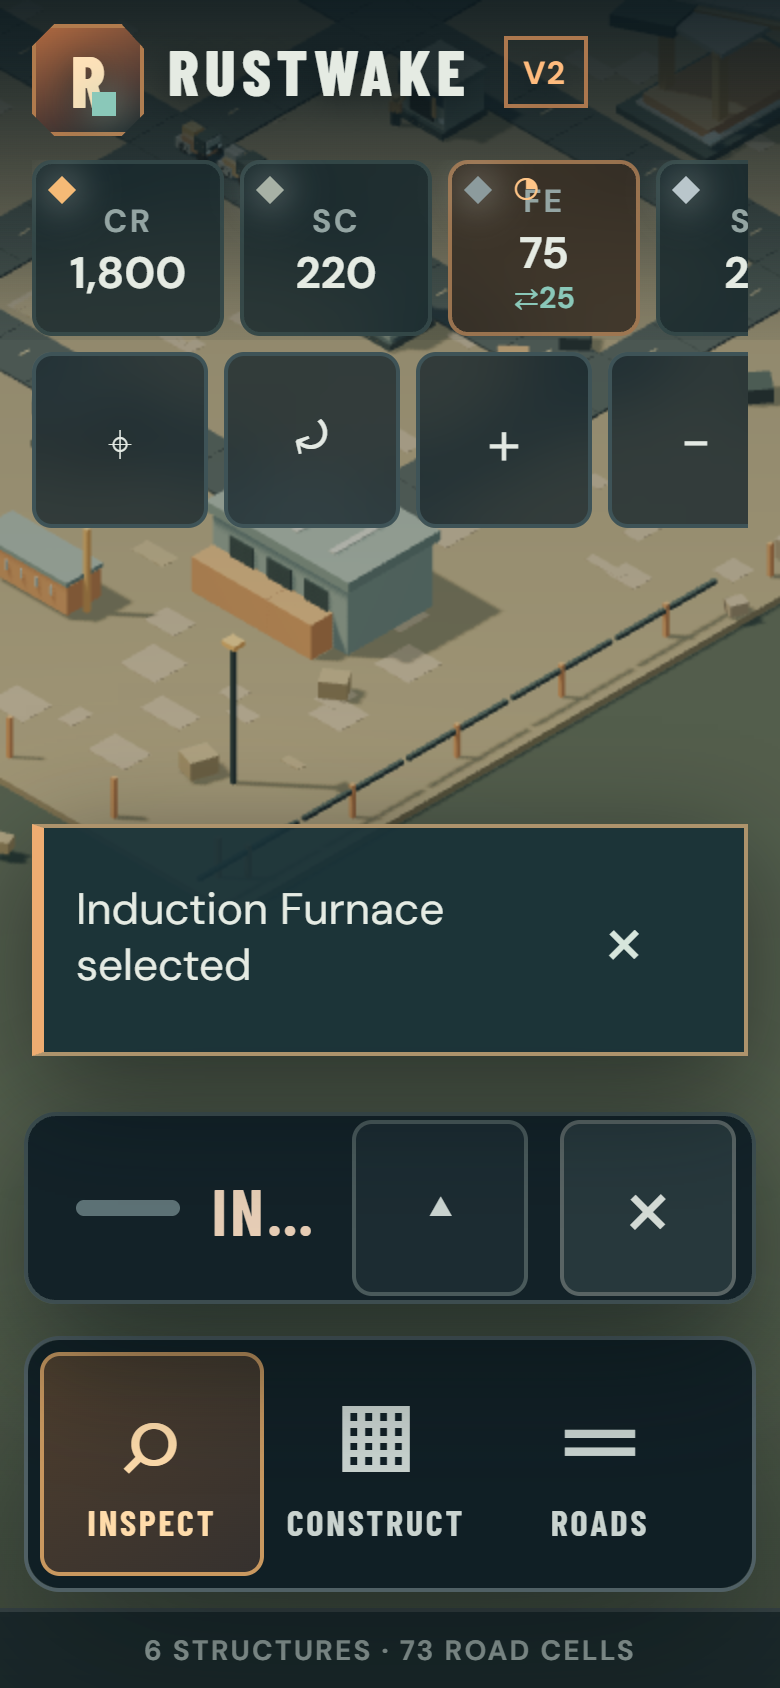 R
RUSTWAKE
V2
CR
1,800
SC
220
FE
75
⇄25
S
2
Induction Furnace
selected
IN...
INSPECT
CONSTRUCT
ROADS
6 STRUCTURES · 73 ROAD CELLS